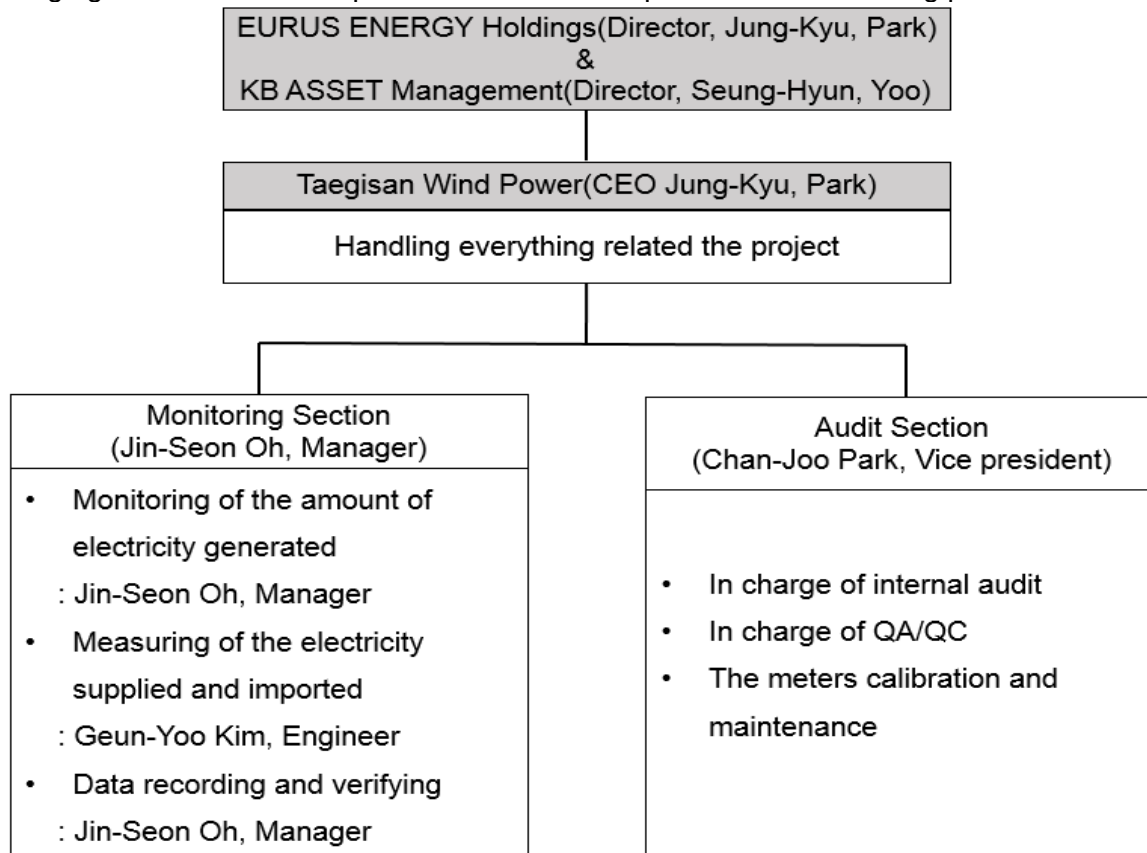 EURUS ENERGY Holdings(Director, Jung-Kyu, Park)
&
KB ASSET Management(Director, Seung-Hyun, Yoo)
Taegisan Wind Power(CEO Jung-Kyu, Park)
Handling everything related the project
Monitoring Section
(Jin-Seon Oh, Manager)
• Monitoring of the amount of
electricity generated
: Jin-Seon Oh, Manager
• Measuring of the electricity
supplied and imported
: Geun-Yoo Kim, Engineer
• Data recording and verifying
: Jin-Seon Oh, Manager
Audit Section
(Chan-Joo Park, Vice president)
• In charge of internal audit
• In charge of QA/QC
• The meters calibration and
maintenance